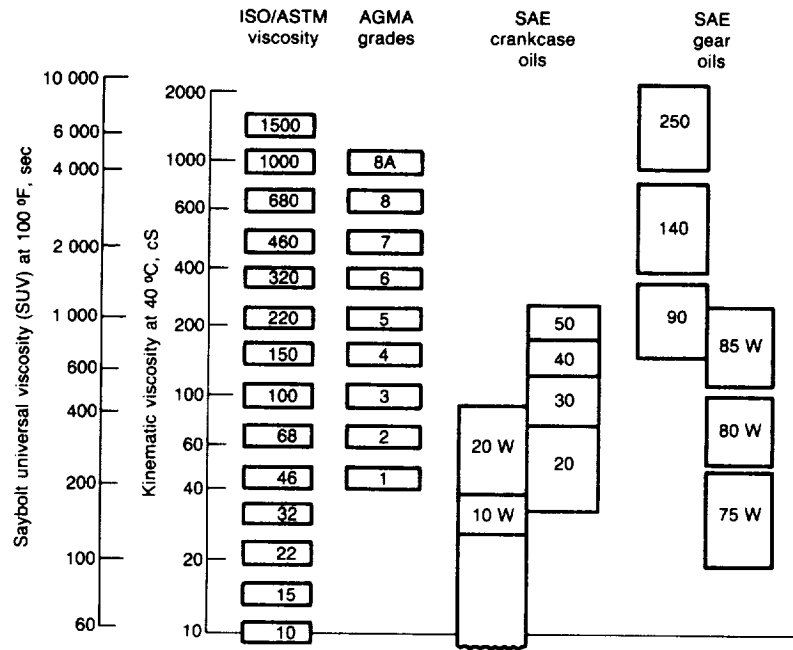 ISO/ASTM
viscosity
AGMA
grades
SAE
crankcase
oils
SAE
gear
oils
Saybolt universal viscosity (SUV) at 100 ºF, sec
10 000
6 000
4 000
2 000
1 000
600
400
200
100
60
Kinematic viscosity at 40 ºC, cS
2000
1000
600
400
200
100
60
40
20
10
1500
1000
680
460
320
220
150
100
68
46
32
22
15
10
8A
8
7
6
5
4
3
2
1
20 W
10 W
50
40
30
20
250
140
90
85 W
80 W
75 W